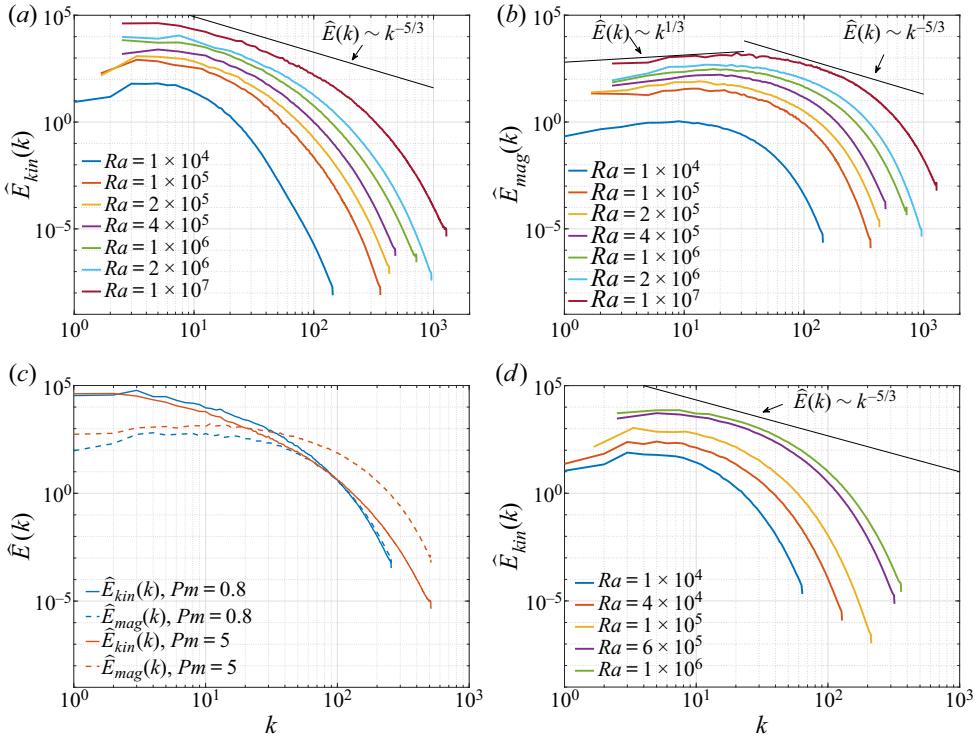 (a)
10^5
10^0
10^−5
Ê_kin(k)
Ê(k) ~ k^−5/3
Ra = 1 × 10^4
Ra = 1 × 10^5
Ra = 2 × 10^5
Ra = 4 × 10^5
Ra = 1 × 10^6
Ra = 2 × 10^6
Ra = 1 × 10^7
10^0 10^1 10^2 10^3
(b)
10^5
10^0
10^−5
Ê_mag(k)
Ê(k) ~ k^1/3
Ê(k) ~ k^−5/3
Ra = 1 × 10^4
Ra = 1 × 10^5
Ra = 2 × 10^5
Ra = 4 × 10^5
Ra = 1 × 10^6
Ra = 2 × 10^6
Ra = 1 × 10^7
10^0 10^1 10^2 10^3
(c)
10^5
10^0
10^−5
Ê(k)
Ê_kin(k), Pm = 0.8
Ê_mag(k), Pm = 0.8
Ê_kin(k), Pm = 5
Ê_mag(k), Pm = 5
10^0 10^1 10^2 10^3
k
(d)
10^5
10^0
10^−5
Ê_kin(k)
Ê(k) ~ k^−5/3
Ra = 1 × 10^4
Ra = 4 × 10^4
Ra = 1 × 10^5
Ra = 6 × 10^5
Ra = 1 × 10^6
10^0 10^1 10^2 10^3
k